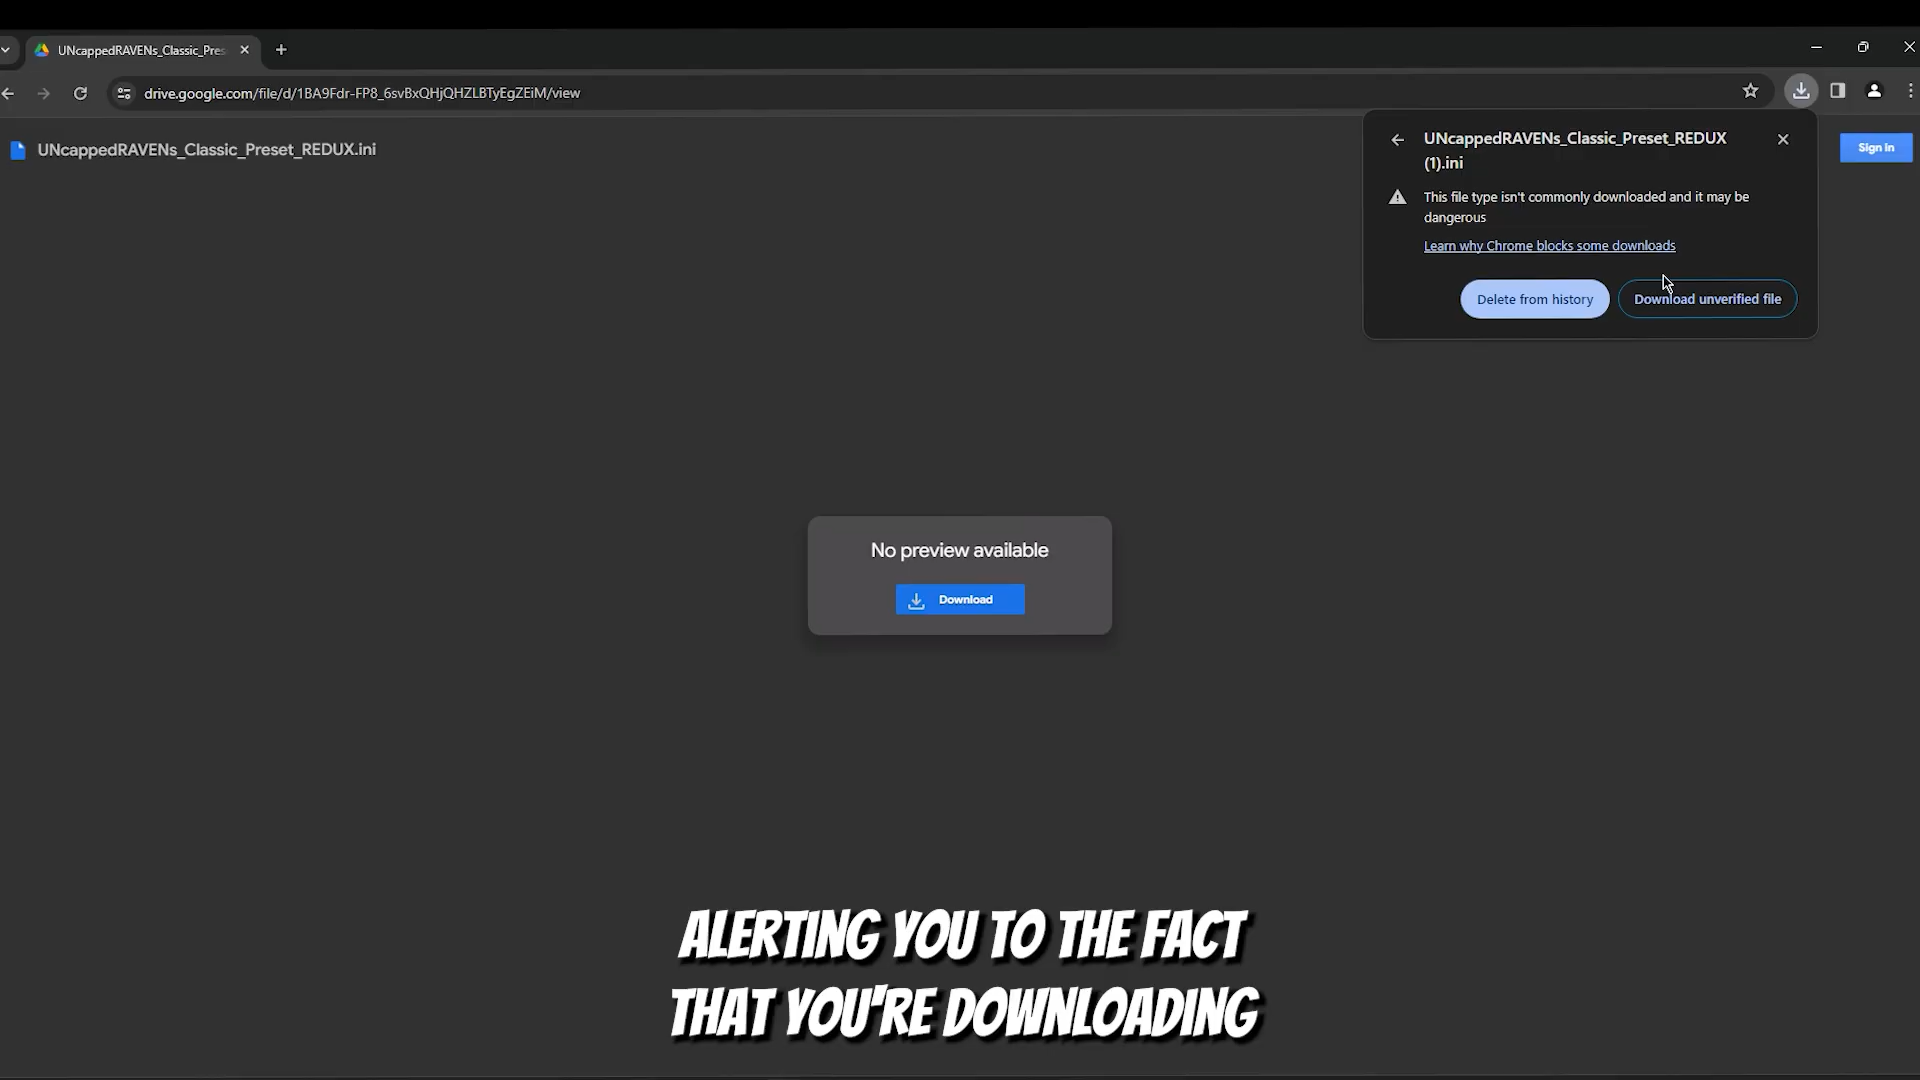 UNcappedRAVENs_Classic_Pres
drive.google.com/file/d/1BA9Fdr-FP8_6svBxQHjQHZLBTyEgZEiM/view
UNcappedRAVENs_Classic_Preset_REDUX.ini
UNcappedRAVENs_Classic_Preset_REDUX
(1).ini
This file type isn't commonly downloaded and it may be
dangerous
Learn why Chrome blocks some downloads
Delete from history
Download unverified file
Sign in
No preview available
Download
ALERTING YOU TO THE FACT
THAT YOU'RE DOWNLOADING